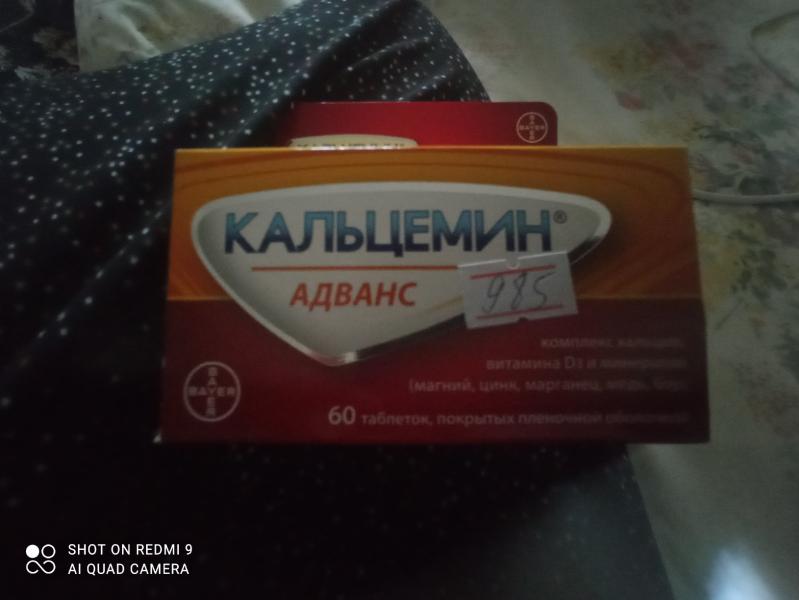 BAYER
КАЛЬЦЕМИН®
АДВАНС
985
комплекс кальция,
витамина D3 и минералов
(магний, цинк, марганец, медь, бор)
BAYER
60 таблеток, покрытых пленочной оболочкой
SHOT ON REDMI 9
AI QUAD CAMERA